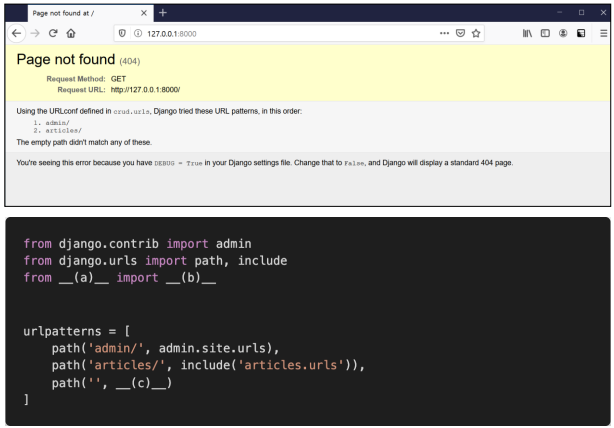 Page not found at /
127.0.0.1:8000
Page not found (404)
Request Method: GET
Request URL: http://127.0.0.1:8000/
Using the URLconf defined in crud.urls, Django tried these URL patterns, in this order:
1. admin/
2. articles/
The empty path didn't match any of these.
You're seeing this error because you have DEBUG = True in your Django settings file. Change that to False, and Django will display a standard 404 page.
from django.contrib import admin
from django.urls import path, include
from __(a)__ import __(b)__
urlpatterns = [
    path('admin/', admin.site.urls),
    path('articles/', include('articles.urls')),
    path('', __(c)__)
]